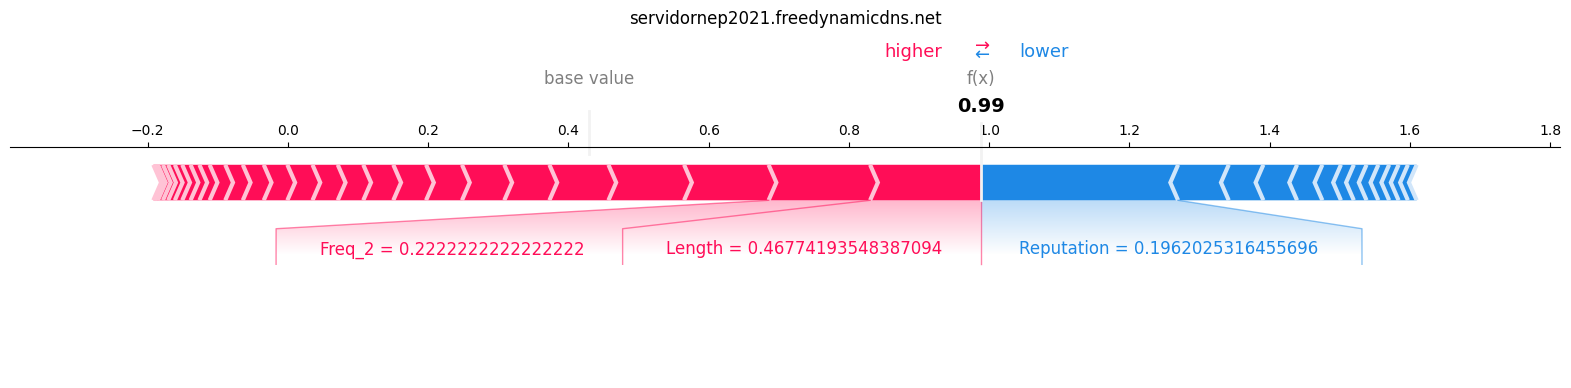 servidornep2021.freedynamicdns.net
higher ⇄ lower
base value f(x)
0.99
−0.2 0.0 0.2 0.4 0.6 0.8 1.0 1.2 1.4 1.6 1.8
Freq_2 = 0.2222222222222222 Length = 0.46774193548387094 Reputation = 0.1962025316455696